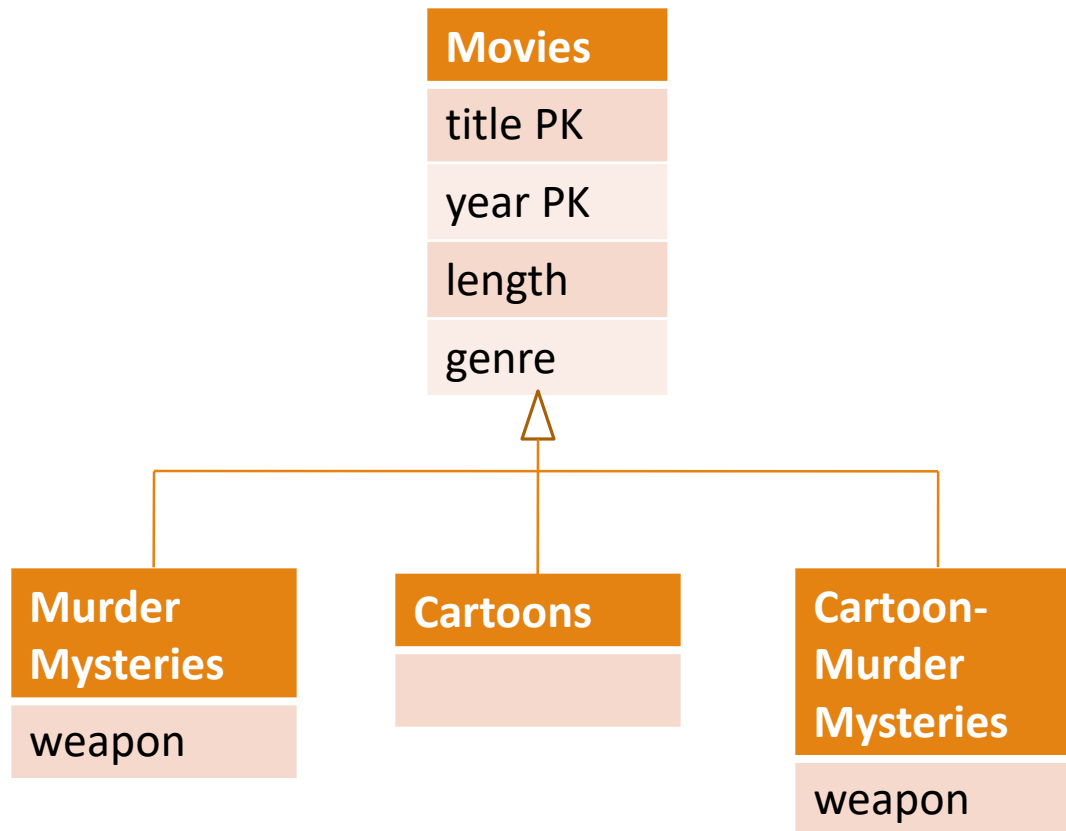 Movies
title PK
year PK
length
genre
Murder
Mysteries
weapon
Cartoons
Cartoon-
Murder
Mysteries
weapon